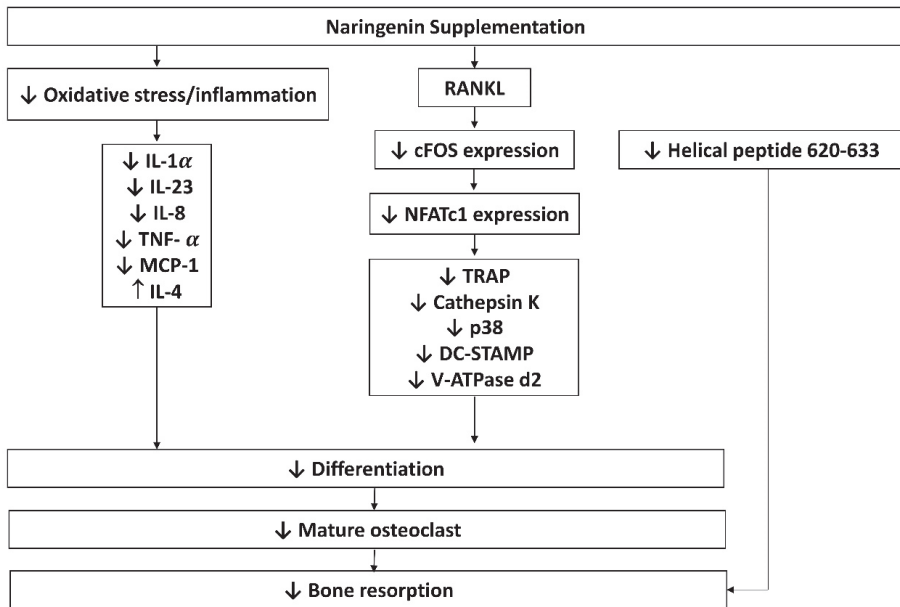 Naringenin Supplementation
↓ Oxidative stress/inflammation
RANKL
↓ cFOS expression
↓ Helical peptide 620-633
↓ IL-1α
↓ IL-23
↓ IL-8
↓ TNF- α
↓ MCP-1
↑ IL-4
↓ NFATc1 expression
↓ TRAP
↓ Cathepsin K
↓ p38
↓ DC-STAMP
↓ V-ATPase d2
↓ Differentiation
↓ Mature osteoclast
↓ Bone resorption